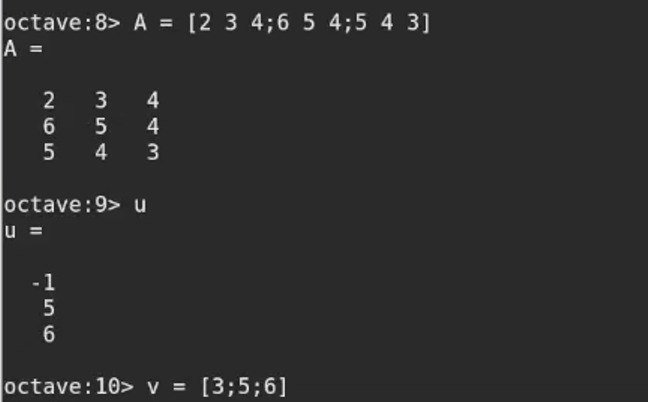 octave:8> A = [2 3 4;6 5 4;5 4 3]
A =
2 3 4
6 5 4
5 4 3
octave:9> u
u =
-1
5
6
octave:10> v = [3;5;6]